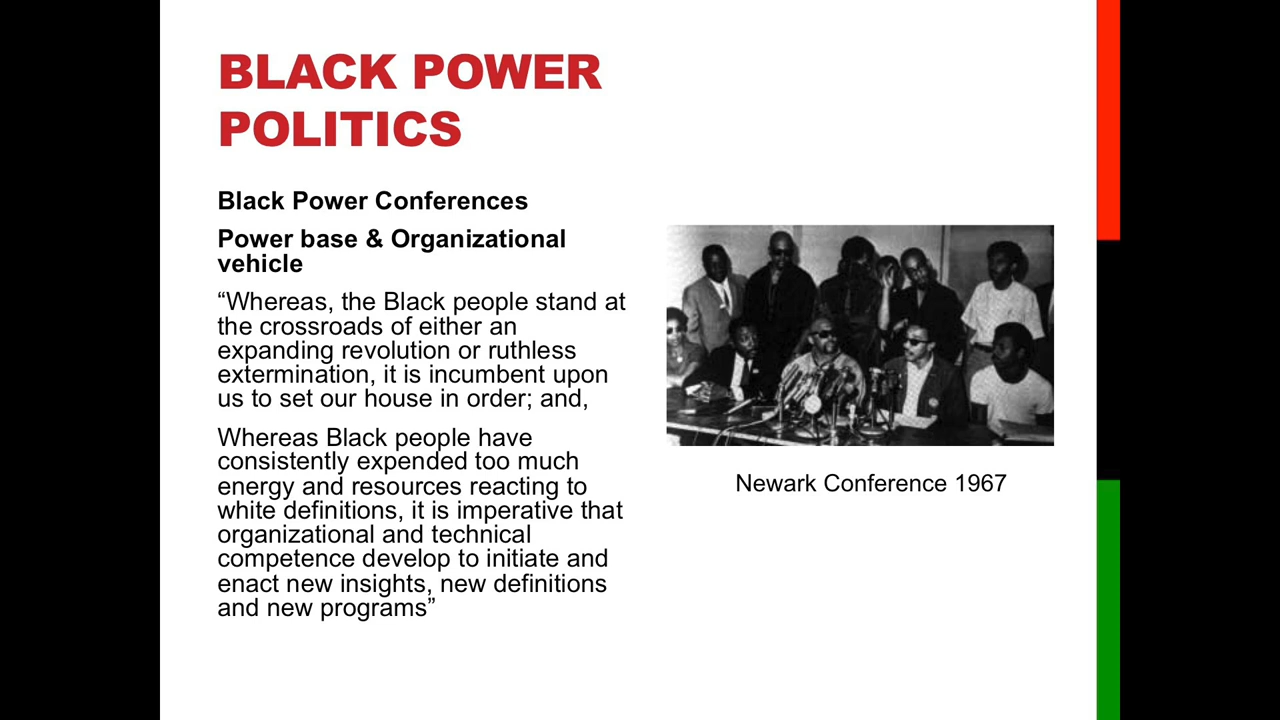 BLACK POWER
POLITICS
Black Power Conferences
Power base & Organizational
vehicle
“Whereas, the Black people stand at
the crossroads of either an
expanding revolution or ruthless
extermination, it is incumbent upon
us to set our house in order; and,
Whereas Black people have
consistently expended too much
energy and resources reacting to
white definitions, it is imperative that
organizational and technical
competence develop to initiate and
enact new insights, new definitions
and new programs”
Newark Conference 1967